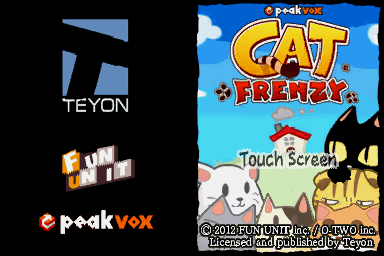 TEYON
FUN
UNIT
peakvox
peakvox
CAT
FRENZY
Touch Screen
© 2012 FUN UNIT inc. / O-TWO inc.
Licensed and published by Teyon